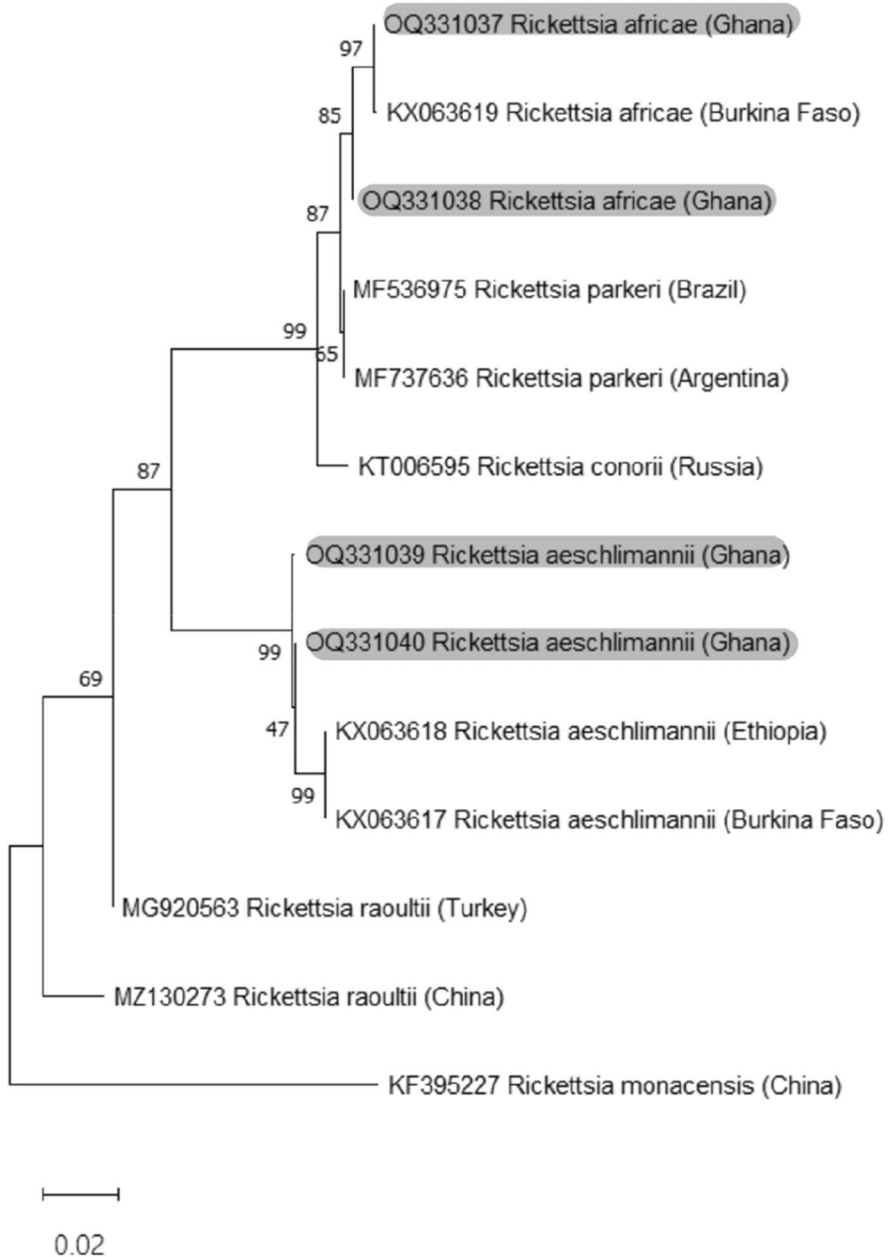 OQ331037 Rickettsia africae (Ghana)
97
KX063619 Rickettsia africae (Burkina Faso)
85
OQ331038 Rickettsia africae (Ghana)
87
MF536975 Rickettsia parkeri (Brazil)
99
65
MF737636 Rickettsia parkeri (Argentina)
87
KT006595 Rickettsia conorii (Russia)
OQ331039 Rickettsia aeschlimannii (Ghana)
OQ331040 Rickettsia aeschlimannii (Ghana)
99
69
47
KX063618 Rickettsia aeschlimannii (Ethiopia)
99
KX063617 Rickettsia aeschlimannii (Burkina Faso)
MG920563 Rickettsia raoultii (Turkey)
MZ130273 Rickettsia raoultii (China)
KF395227 Rickettsia monacensis (China)
0.02